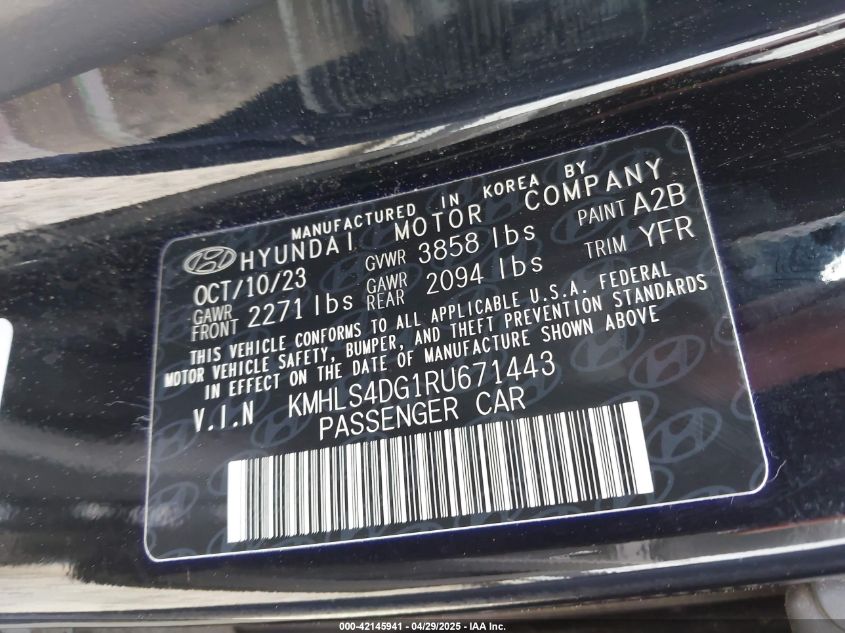 MANUFACTURED IN KOREA BY
HYUNDAI MOTOR COMPANY
OCT/10/23 GVWR 3858 lbs PAINT A2B
GAWR FRONT 2271 lbs GAWR REAR 2094 lbs TRIM YFR
THIS VEHICLE CONFORMS TO ALL APPLICABLE U.S.A. FEDERAL
MOTOR VEHICLE SAFETY, BUMPER, AND THEFT PREVENTION STANDARDS
IN EFFECT ON THE DATE OF MANUFACTURE SHOWN ABOVE
V.I.N KMHLS4DG1RU671443
PASSENGER CAR
000-42145941 - 04/29/2025 - IAA Inc.